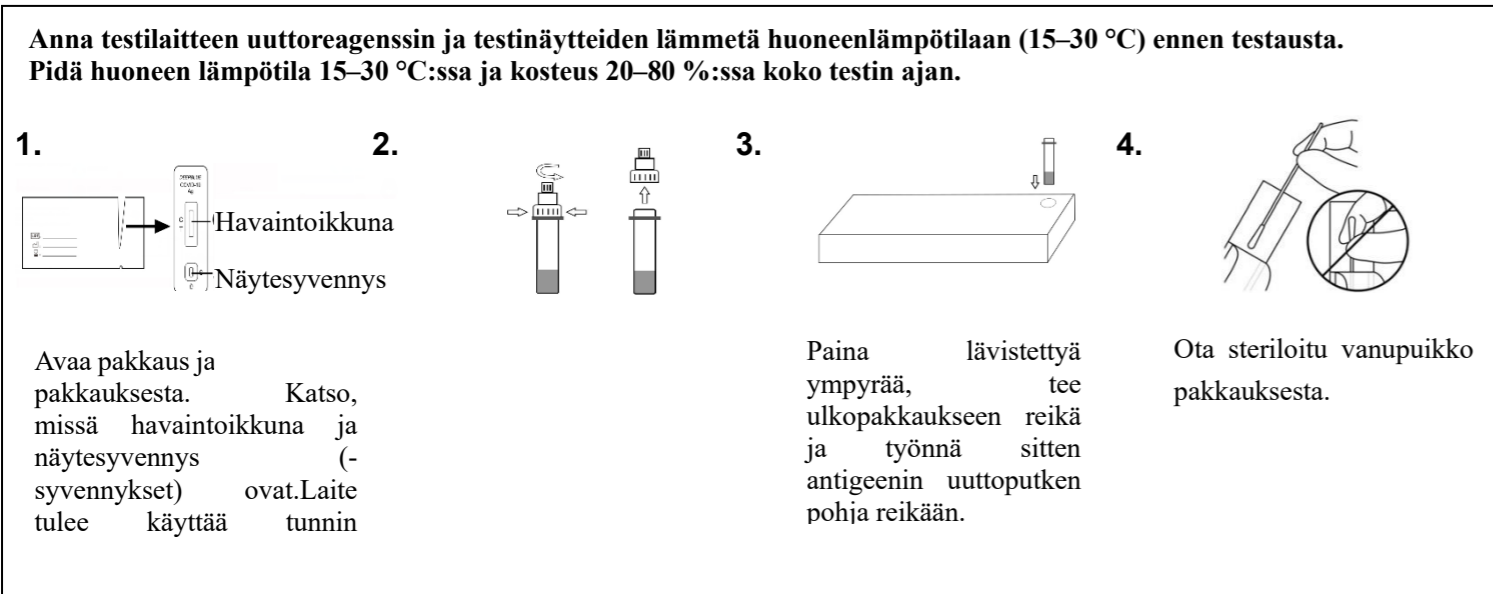 Anna testilaitteen uuttoreagenssin ja testinäytteiden lämmetä huoneenlämpötilaan (15–30 °C) ennen testausta.
Pidä huoneen lämpötila 15–30 °C:ssa ja kosteus 20–80 %:ssa koko testin ajan.
1.
COVID-19
Ag
C
Havaintoikkuna
Näytesyvennys
Avaa pakkaus ja
pakkauksesta. Katso,
missä havaintoikkuna ja
näytesyvennys (-
syvennykset) ovat.Laite
tulee käyttää tunnin
2.
3.
Paina lävistettyä
ympyrää, tee
ulkopakkaukseen reikä
ja työnnä sitten
antigeenin uuttoputken
pohja reikään.
4.
Ota steriloitu vanupuikko
pakkauksesta.